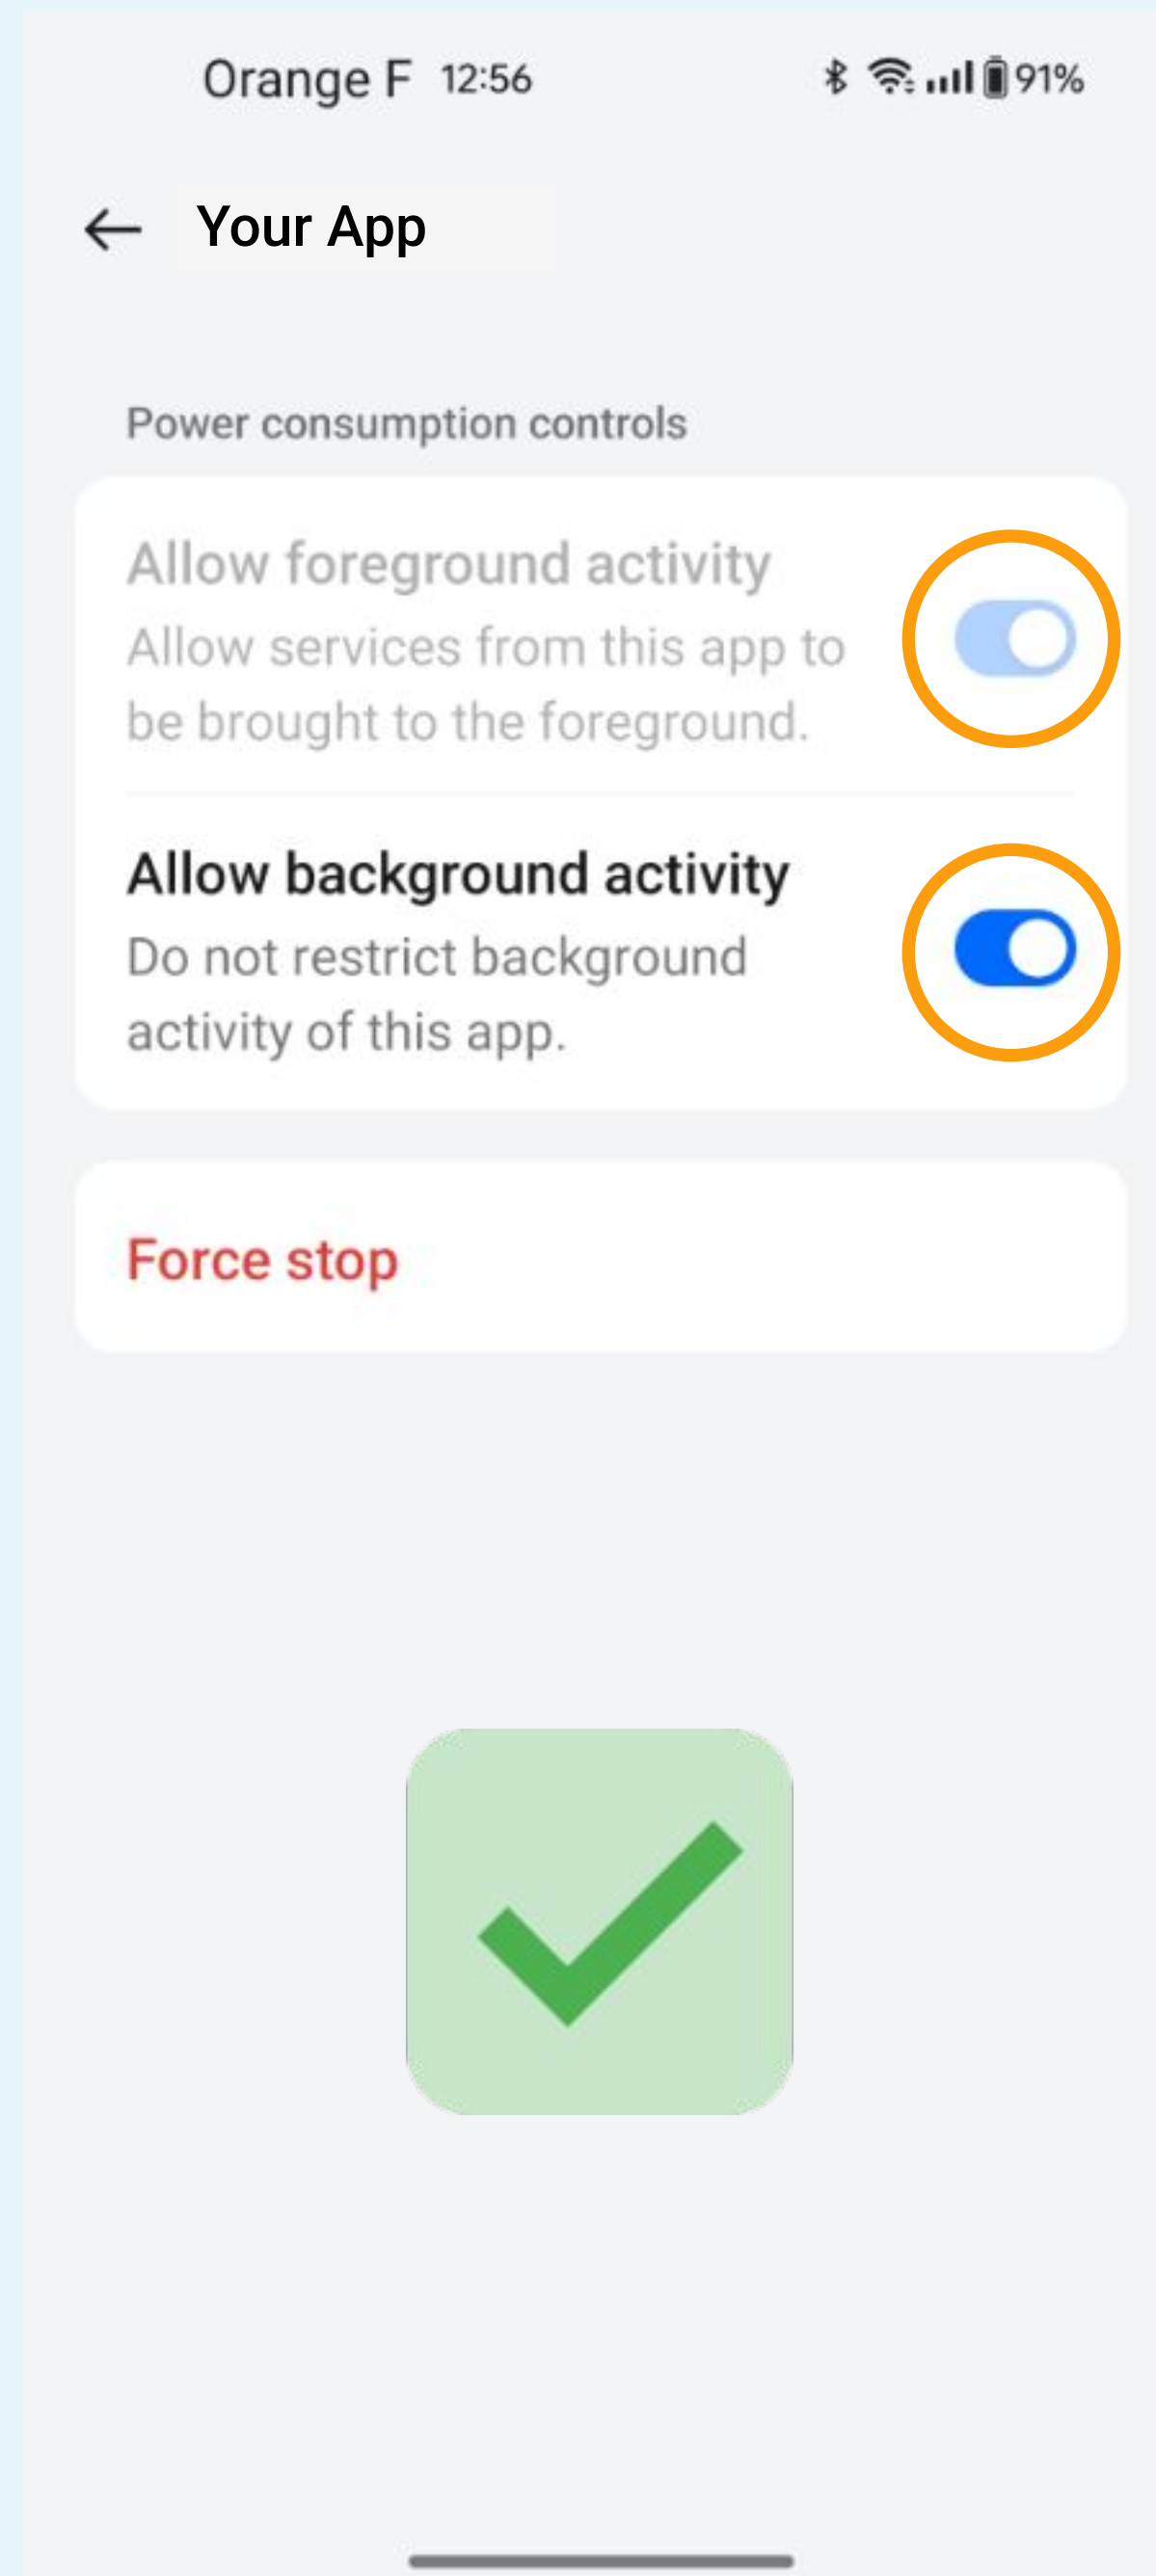 Orange F 12:56 91%
Your App
Power consumption controls
Allow foreground activity
Allow services from this app to
be brought to the foreground.
Allow background activity
Do not restrict background
activity of this app.
Force stop